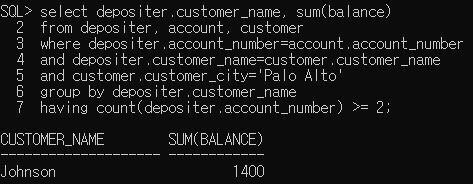 SQL> select depositer.customer_name, sum(balance)
2 from depositer, account, customer
3 where depositer.account_number=account.account_number
4 and depositer.customer_name=customer.customer_name
5 and customer.customer_city='Palo Alto'
6 group by depositer.customer_name
7 having count(depositer.account_number) >= 2;
CUSTOMER_NAME SUM(BALANCE)
-------------------- ------------
Johnson 1400